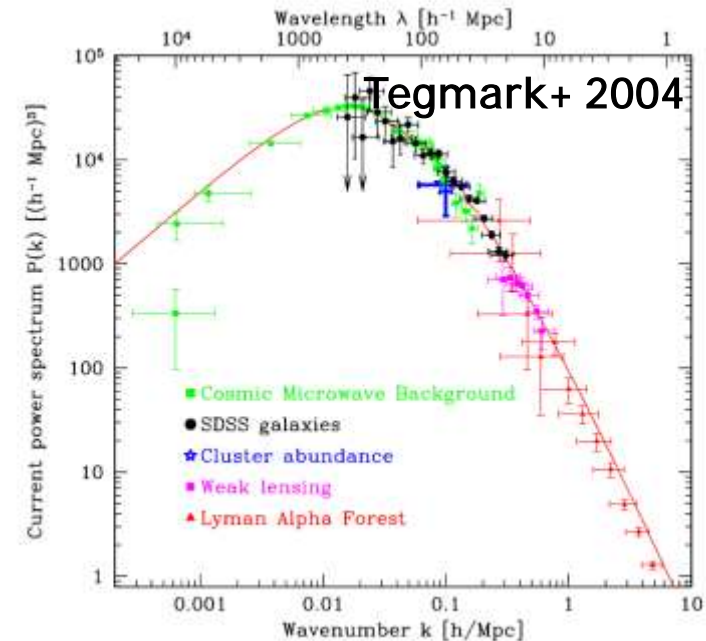 Wavelength λ [h⁻¹ Mpc]
10⁴ 1000 100 10 1
Tegmark+ 2004
Current power spectrum P(k) [(h⁻¹ Mpc)³]
10⁵
10⁴
1000
100
10
1
Cosmic Microwave Background
SDSS galaxies
Cluster abundance
Weak lensing
Lyman Alpha Forest
0.001 0.01 0.1 1 10
Wavenumber k [h/Mpc]